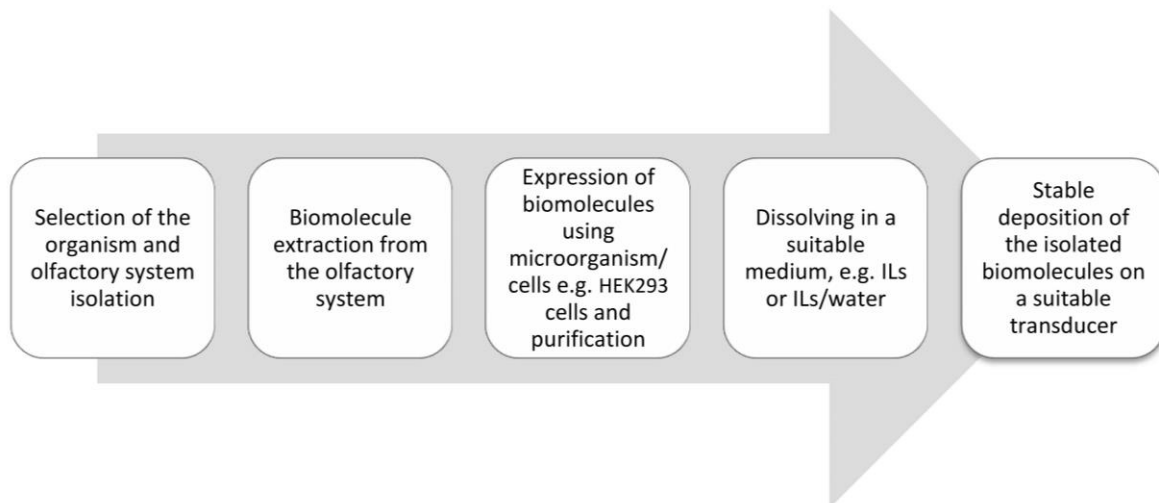 Selection of the
organism and
olfactory system
isolation
Biomolecule
extraction from
the olfactory
system
Expression of
biomolecules
using
microorganism/
cells e.g. HEK293
cells and
purification
Dissolving in a
suitable
medium, e.g. ILs
or ILs/water
Stable
deposition of
the isolated
biomolecules on
a suitable
transducer